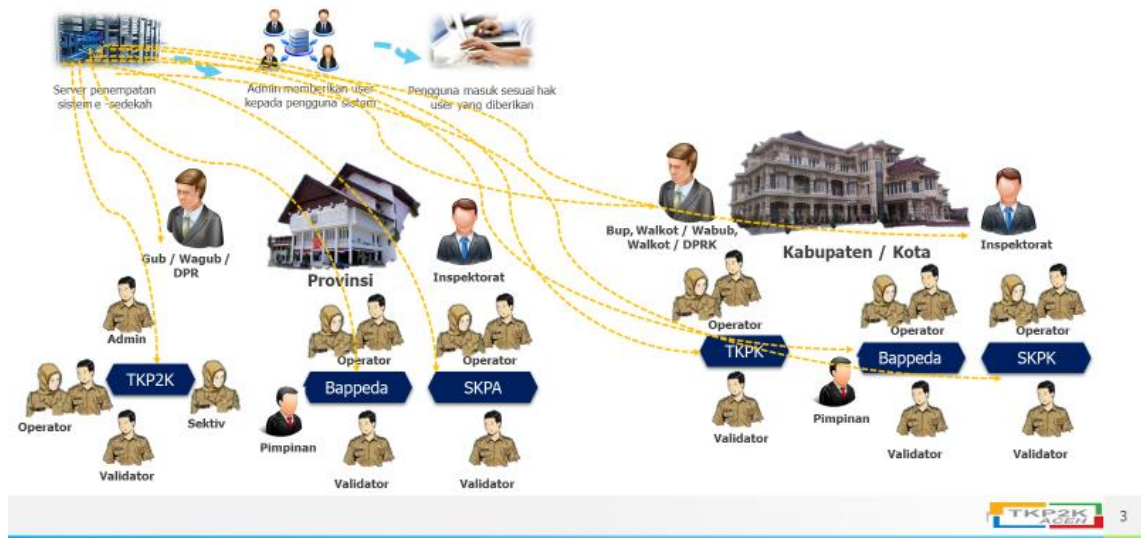 Server penempatan
sistem e -sedekah
Admin memberikan user
kepada pengguna sistem
Pengguna masuk sesuai hak
user yang diberikan
Gub / Wagub /
DPR
Provinsi
Inspektorat
Bup, Walkot / Wabub,
Walkot / DPRK
Kabupaten / Kota
Inspektorat
Admin
Operator
TKP2K
Sektiv
Validator
Operator
Bappeda
Pimpinan
Validator
Operator
SKPA
Validator
Operator
TKPK
Validator
Operator
Bappeda
Pimpinan
Validator
Operator
SKPK
Validator
TKP2K
ACEH
3